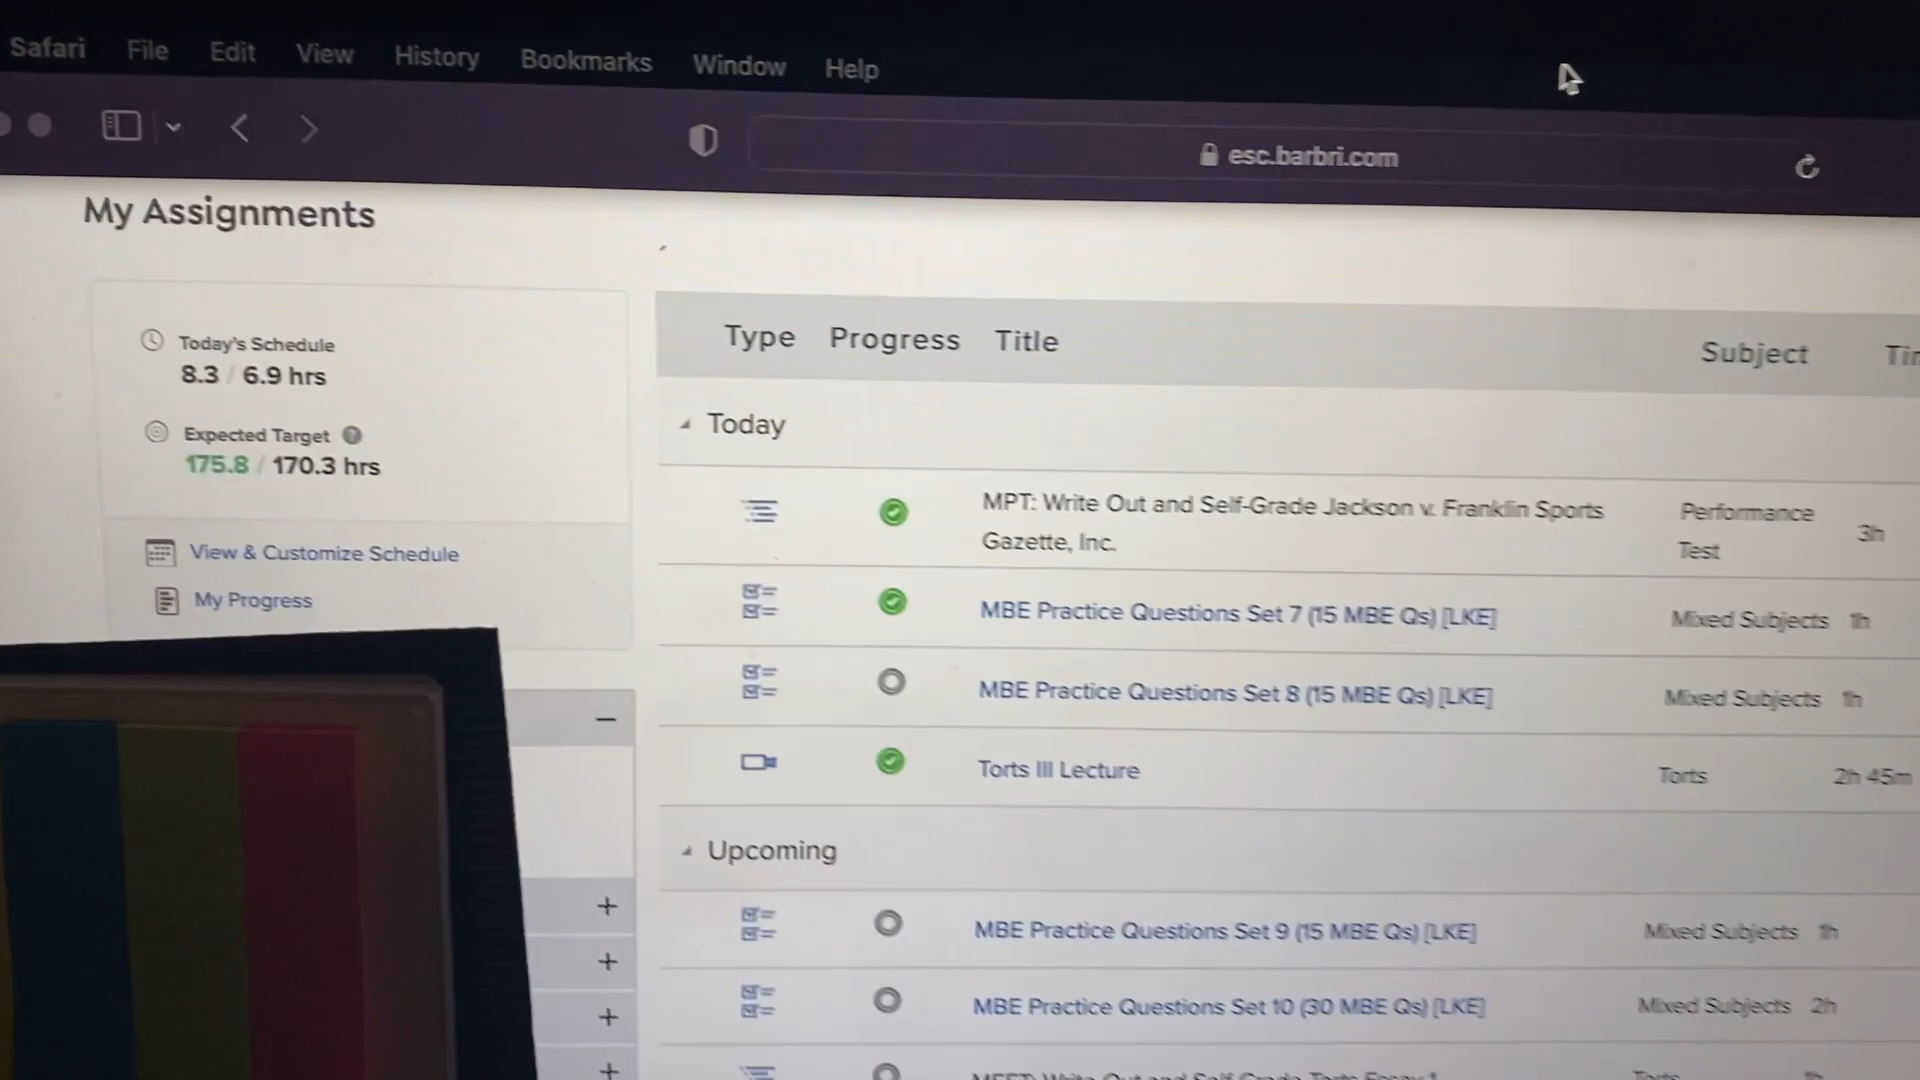 Safari File Edit View History Bookmarks Window Help
esc.barbri.com
My Assignments
Today's Schedule
8.3 / 6.9 hrs
Expected Target ?
175.8 / 170.3 hrs
View & Customize Schedule
My Progress
Type Progress Title Subject
Today
MPT: Write Out and Self-Grade Jackson v. Franklin Sports
Gazette, Inc.
Performance
Test
3h
MBE Practice Questions Set 7 (15 MBE Qs) [LKE] Mixed Subjects 1h
MBE Practice Questions Set 8 (15 MBE Qs) [LKE] Mixed Subjects 1h
Torts III Lecture Torts 2h 45m
Upcoming
MBE Practice Questions Set 9 (15 MBE Qs) [LKE] Mixed Subjects 1h
MBE Practice Questions Set 10 (30 MBE Qs) [LKE] Mixed Subjects 2h